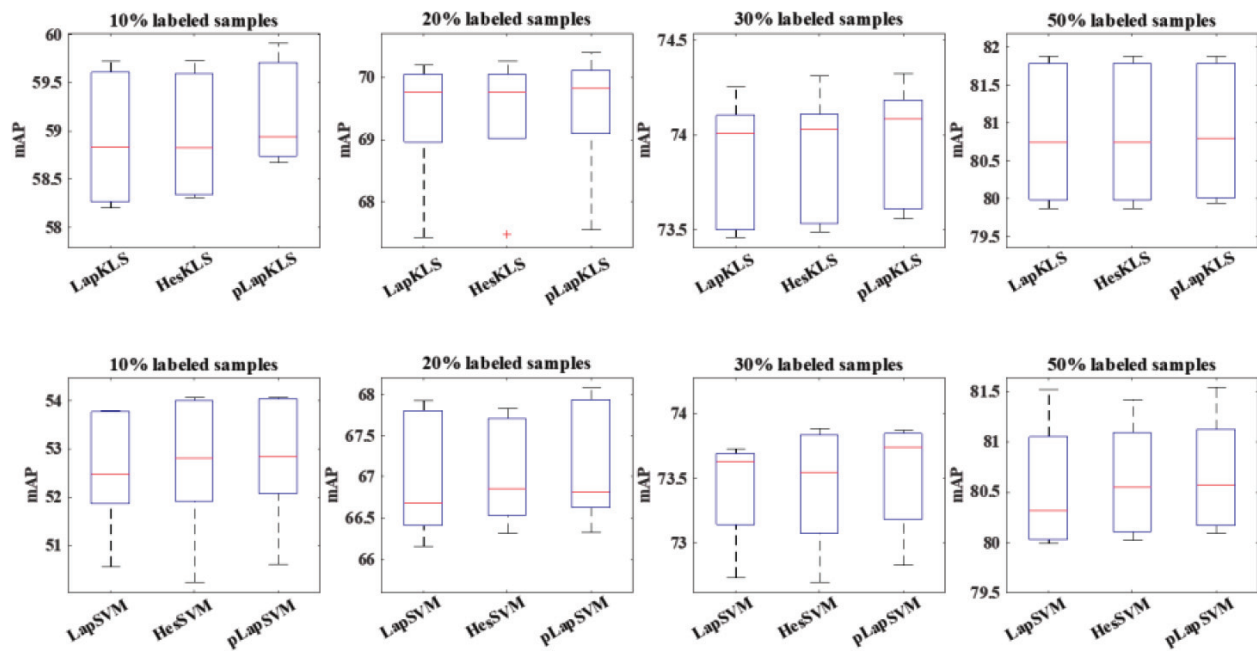 10% labeled samples
20% labeled samples
30% labeled samples
50% labeled samples
mAP
60
59.5
59
58.5
58
LapKLS
HesKLS
pLapKLS
mAP
70
69
68
LapKLS
HesKLS
pLapKLS
mAP
74.5
74
73.5
LapKLS
HesKLS
pLapKLS
mAP
82
81.5
81
80.5
80
79.5
LapKLS
HesKLS
pLapKLS
10% labeled samples
20% labeled samples
30% labeled samples
50% labeled samples
mAP
54
53
52
51
LapSVM
HesSVM
pLapSVM
mAP
68
67.5
67
66.5
66
LapSVM
HesSVM
pLapSVM
mAP
74
73.5
73
LapSVM
HesSVM
pLapSVM
mAP
81.5
81
80.5
80
79.5
LapSVM
HesSVM
pLapSVM